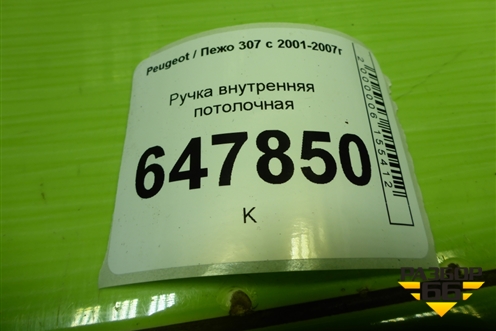 Peugeot / Пежо 307 с 2001-2007г
Ручка внутренняя
потолочная
647850
К
2000006155412
РАЗБОР
66